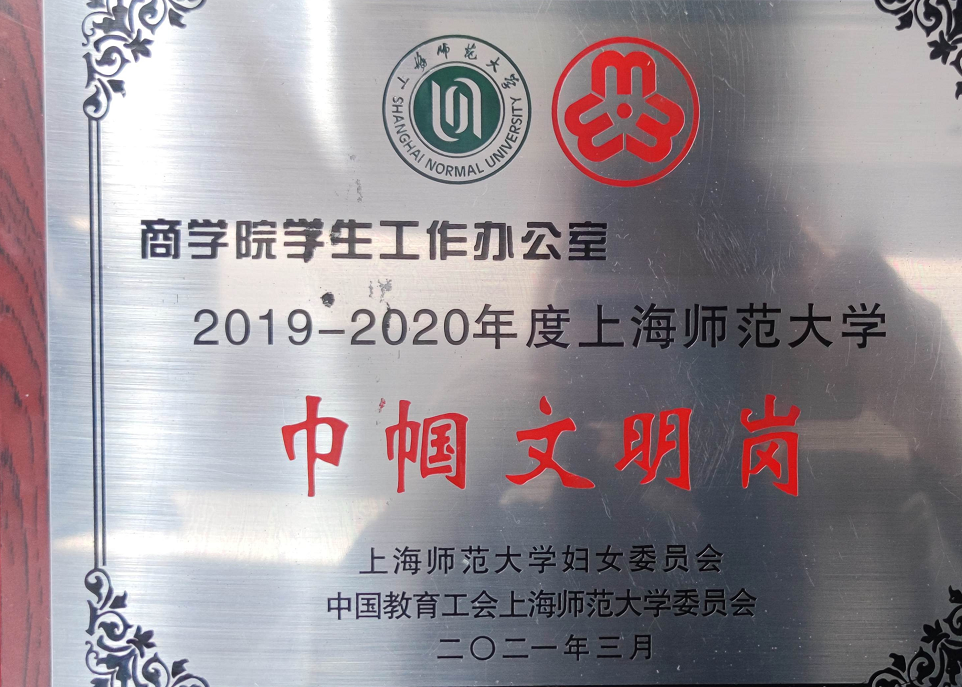 上海师范大学
SHANGHAI NORMAL UNIVERSITY
商学院学生工作办公室
2019-2020年度上海师范大学
巾帼文明岗
上海师范大学妇女委员会
中国教育工会上海师范大学委员会
二〇二一年三月